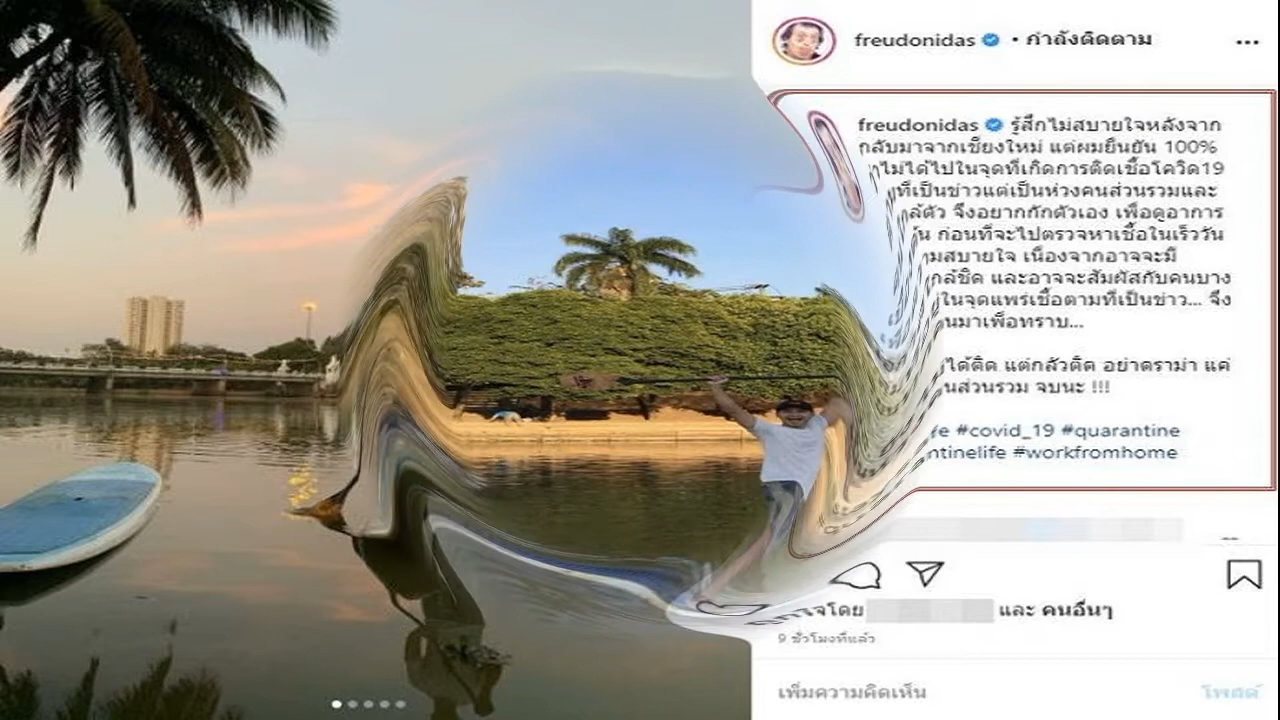 freudonidas • กำลังติดตาม
freudonidas รู้สึกไม่สบายใจหลังจาก
กลับมาจากเชียงใหม่ แต่ผมยืนยัน 100%
ไม่ได้ไปในจุดที่เกิดการติดเชื้อโควิด19
ที่เป็นข่าวแต่เป็นห่วงคนส่วนรวมและ
จึงอยากกักตัวเอง เพื่อดูอาการ
ก่อนที่จะไปตรวจหาเชื้อในเร็ววัน
สบายใจ เนื่องจากอาจจะมี
และอาจจะสัมผัสกับคนบาง
ในจุดแพร่เชื้อตามที่เป็นข่าว... จึง
มาเพื่อทราบ...
ได้ติด แต่กลัวติด อย่าดราม่า แค่
ส่วนรวม จบนะ !!!
#covid_19 #quarantine
#workfromhome
และ คนอื่นๆ
9 ชั่วโมงที่แล้ว
เพิ่มความคิดเห็น
โพสต์